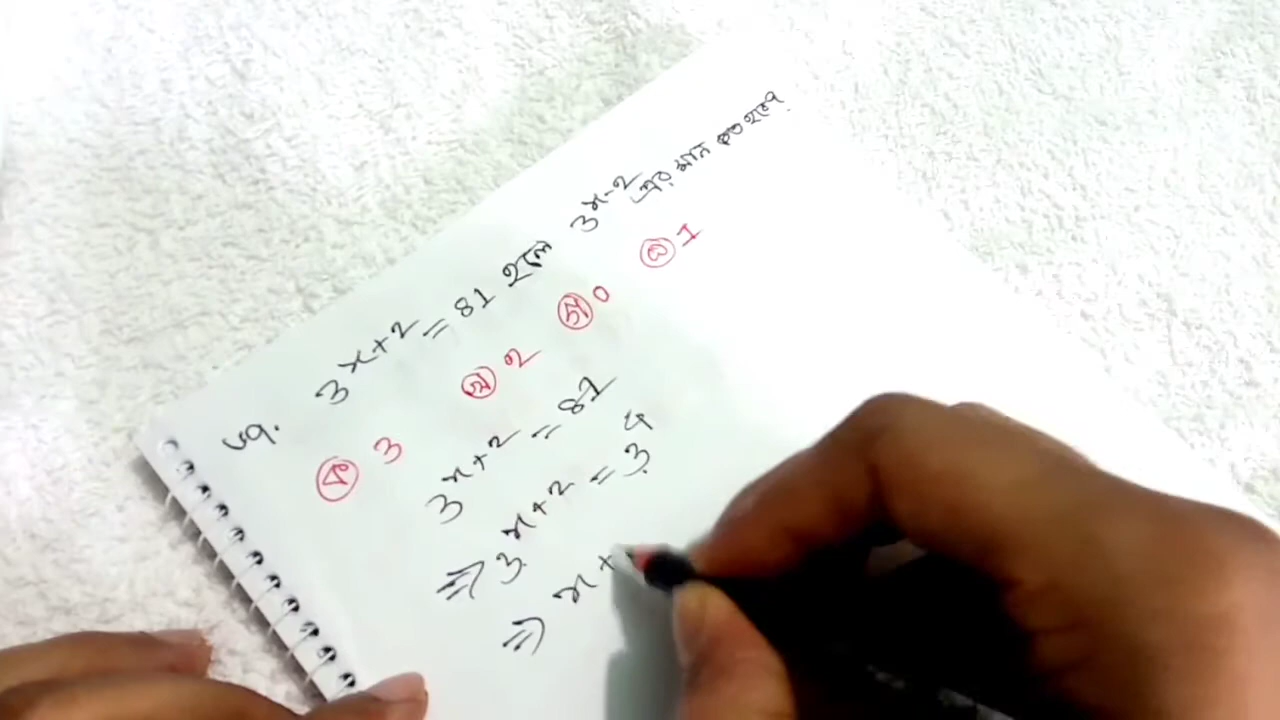 ৬৭. 3^{x+2} = 81 হলে 3^{x-2} এর মান কত হবে?
(ক) 3 (খ) 2 (গ) 0 (ঘ) 1
3^{x+2} = 81
⇒ 3^{x+2} = 3^4
⇒ x+